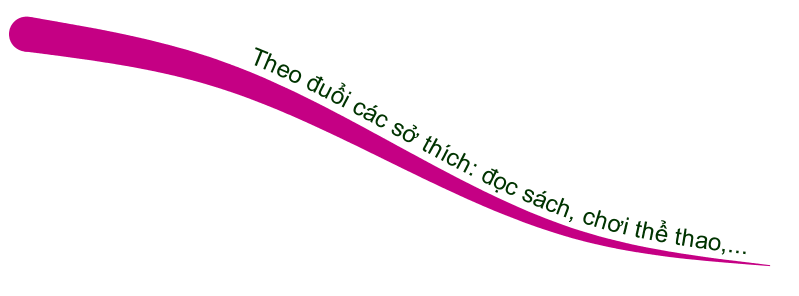 Theo đuổi các sở thích: đọc sách, chơi thể thao,...